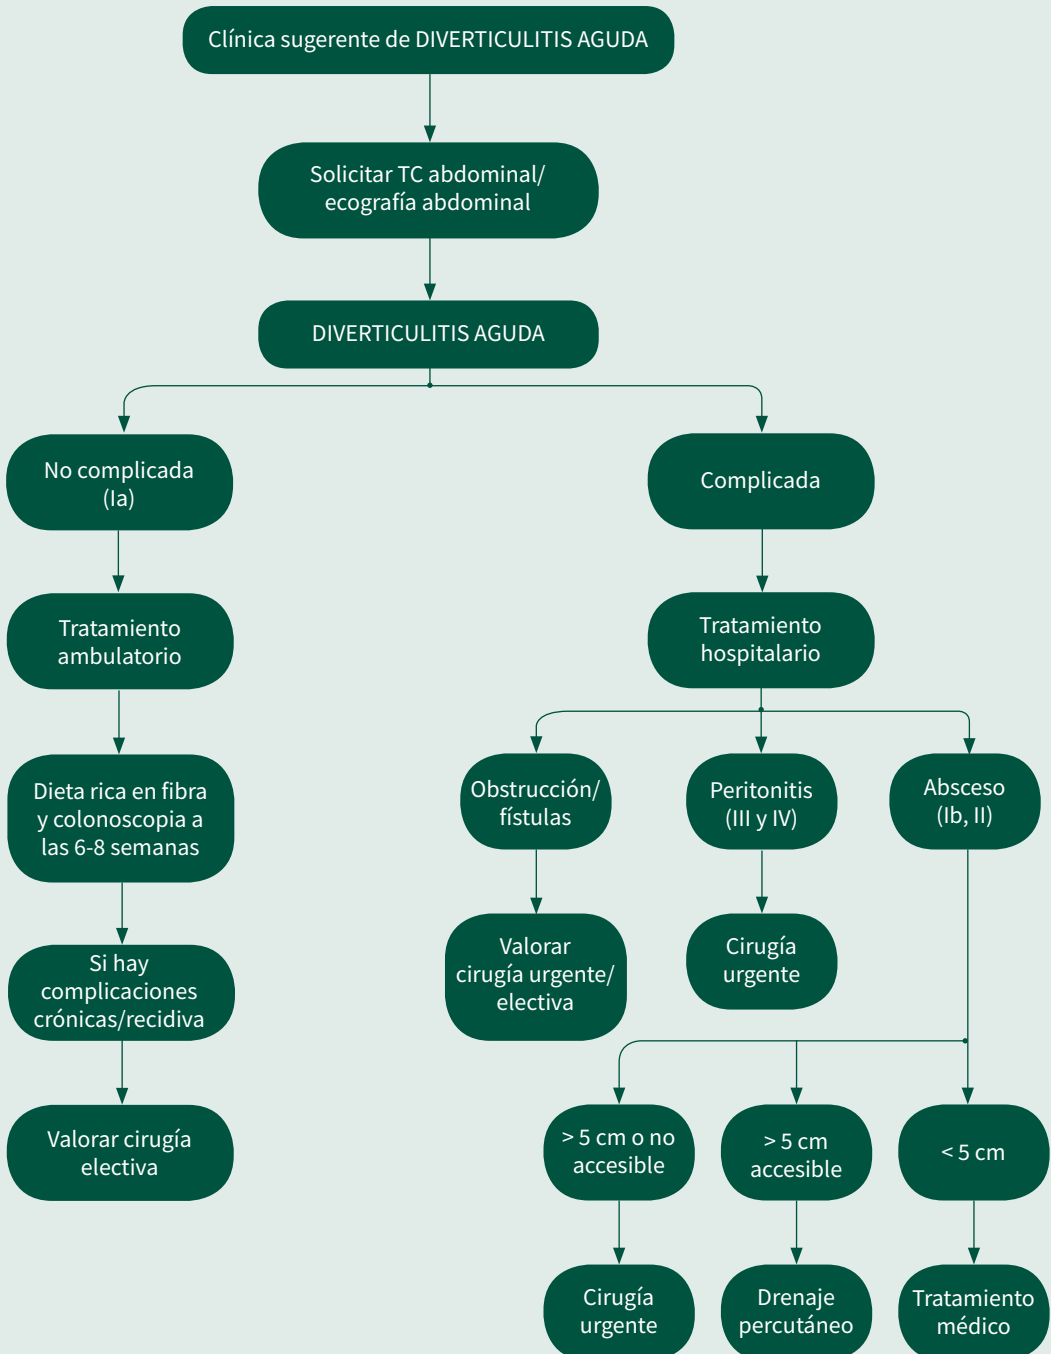 Clínica sugerente de DIVERTICULITIS AGUDA
Solicitar TC abdominal/
ecografía abdominal
DIVERTICULITIS AGUDA
No complicada
(Ia)
Complicada
Tratamiento
ambulatorio
Tratamiento
hospitalario
Dieta rica en fibra
y colonoscopia a
las 6-8 semanas
Obstrucción/
fístulas
Peritonitis
(III y IV)
Absceso
(Ib, II)
Si hay
complicaciones
crónicas/recidiva
Valorar
cirugía urgente/
electiva
Cirugía
urgente
Valorar cirugía
electiva
> 5 cm o no
accesible
> 5 cm
accesible
< 5 cm
Cirugía
urgente
Drenaje
percutáneo
Tratamiento
médico